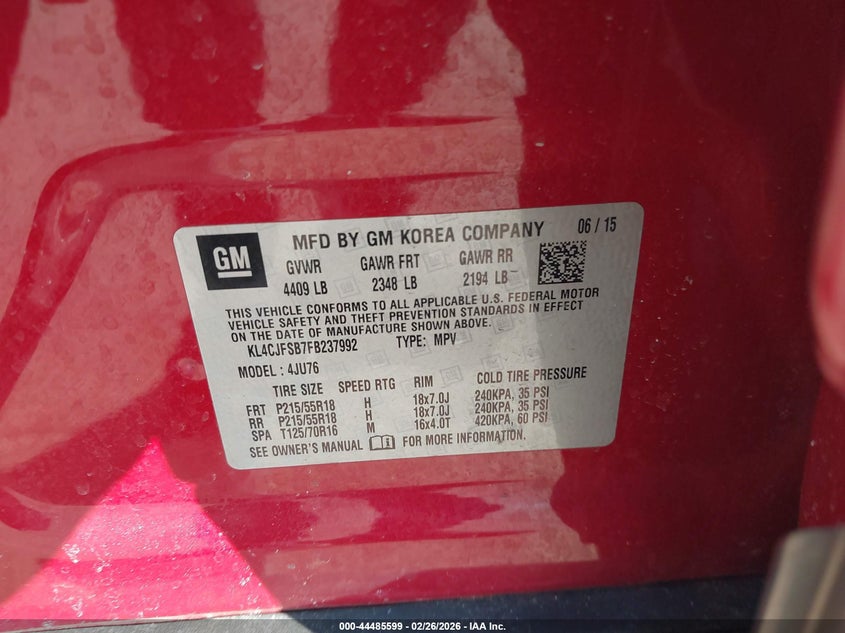 GM
MFD BY GM KOREA COMPANY 06 / 15
GVWR GAWR FRT GAWR RR
4409 LB 2348 LB 2194 LB
THIS VEHICLE CONFORMS TO ALL APPLICABLE U.S. FEDERAL MOTOR
VEHICLE SAFETY AND THEFT PREVENTION STANDARDS IN EFFECT
ON THE DATE OF MANUFACTURE SHOWN ABOVE.
KL4CJFSB7FB237992 TYPE: MPV
MODEL : 4JU76
TIRE SIZE SPEED RTG RIM COLD TIRE PRESSURE
FRT P215/55R18 H 18x7.0J 240KPA, 35 PSI
RR P215/55R18 H 18x7.0J 240KPA, 35 PSI
SPA T125/70R16 M 16x4.0T 420KPA, 60 PSI
SEE OWNER'S MANUAL FOR MORE INFORMATION.
000-44485599 - 02/26/2026 - IAA Inc.